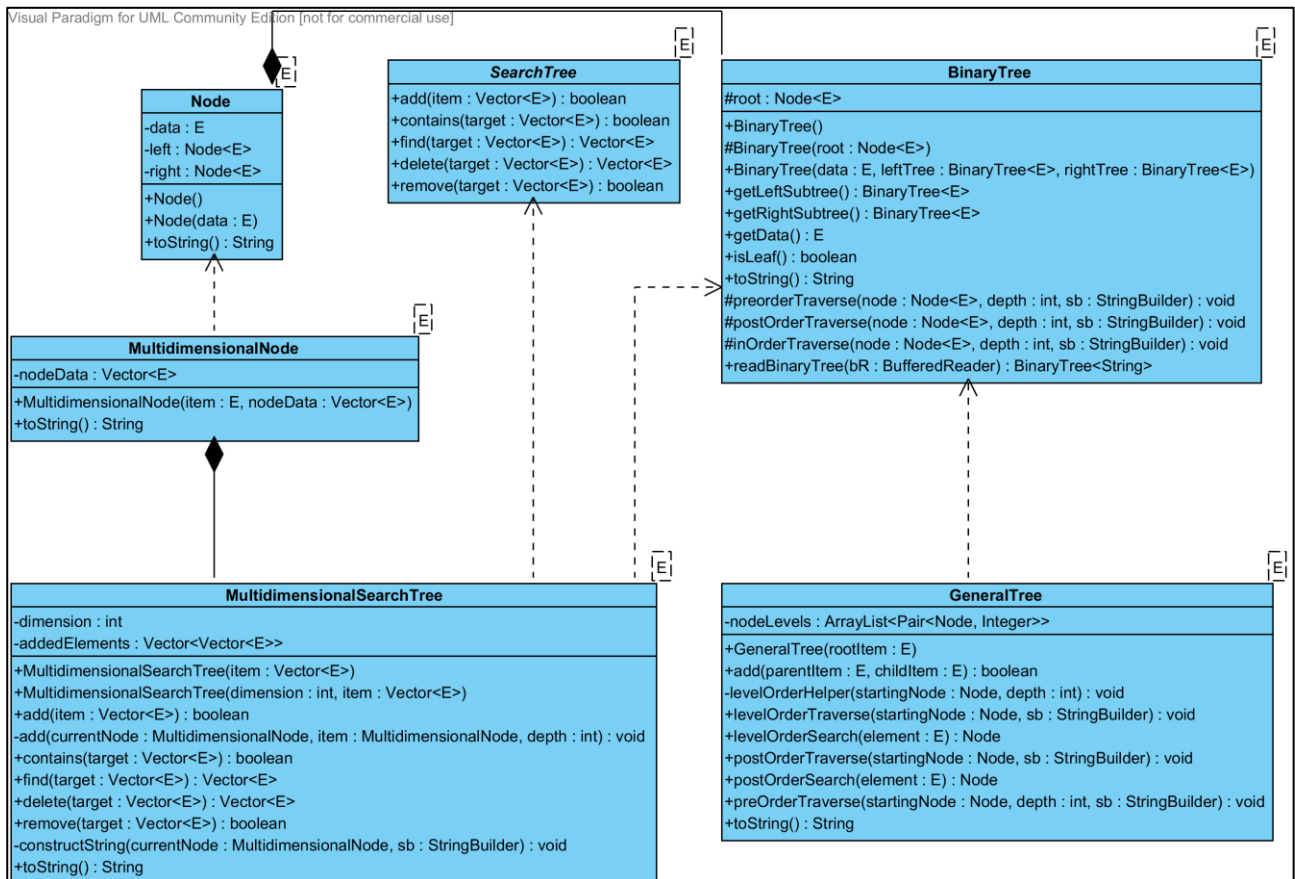 Visual Paradigm for UML Community Edition [not for commercial use]
E
Node
-data : E
-left : Node<E>
-right : Node<E>
+Node()
+Node(data : E)
+toString() : String
E
SearchTree
+add(item : Vector<E>) : boolean
+contains(target : Vector<E>) : boolean
+find(target : Vector<E>) : Vector<E>
+delete(target : Vector<E>) : Vector<E>
+remove(target : Vector<E>) : boolean
E
BinaryTree
#root : Node<E>
+BinaryTree()
#BinaryTree(root : Node<E>)
+BinaryTree(data : E, leftTree : BinaryTree<E>, rightTree : BinaryTree<E>)
+getLeftSubtree() : BinaryTree<E>
+getRightSubtree() : BinaryTree<E>
+getData() : E
+isLeaf() : boolean
+toString() : String
#preorderTraverse(node : Node<E>, depth : int, sb : StringBuilder) : void
#postOrderTraverse(node : Node<E>, depth : int, sb : StringBuilder) : void
#inOrderTraverse(node : Node<E>, depth : int, sb : StringBuilder) : void
+readBinaryTree(bR : BufferedReader) : BinaryTree<String>
E
MultidimensionalNode
-nodeData : Vector<E>
+MultidimensionalNode(item : E, nodeData : Vector<E>)
+toString() : String
E
MultidimensionalSearchTree
-dimension : int
-addedElements : Vector<Vector<E>>
+MultidimensionalSearchTree(item : Vector<E>)
+MultidimensionalSearchTree(dimension : int, item : Vector<E>)
+add(item : Vector<E>) : boolean
-add(currentNode : MultidimensionalNode, item : MultidimensionalNode, depth : int) : void
+contains(target : Vector<E>) : boolean
+find(target : Vector<E>) : Vector<E>
+delete(target : Vector<E>) : Vector<E>
+remove(target : Vector<E>) : boolean
-constructString(currentNode : MultidimensionalNode, sb : StringBuilder) : void
+toString() : String
E
GeneralTree
-nodeLevels : ArrayList<Pair<Node, Integer>>
+GeneralTree(rootItem : E)
+add(parentItem : E, childItem : E) : boolean
-levelOrderHelper(startingNode : Node, depth : int) : void
+levelOrderTraverse(startingNode : Node, sb : StringBuilder) : void
+levelOrderSearch(element : E) : Node
+postOrderTraverse(startingNode : Node, sb : StringBuilder) : void
+postOrderSearch(element : E) : Node
+preOrderTraverse(startingNode : Node, depth : int, sb : StringBuilder) : void
+toString() : String